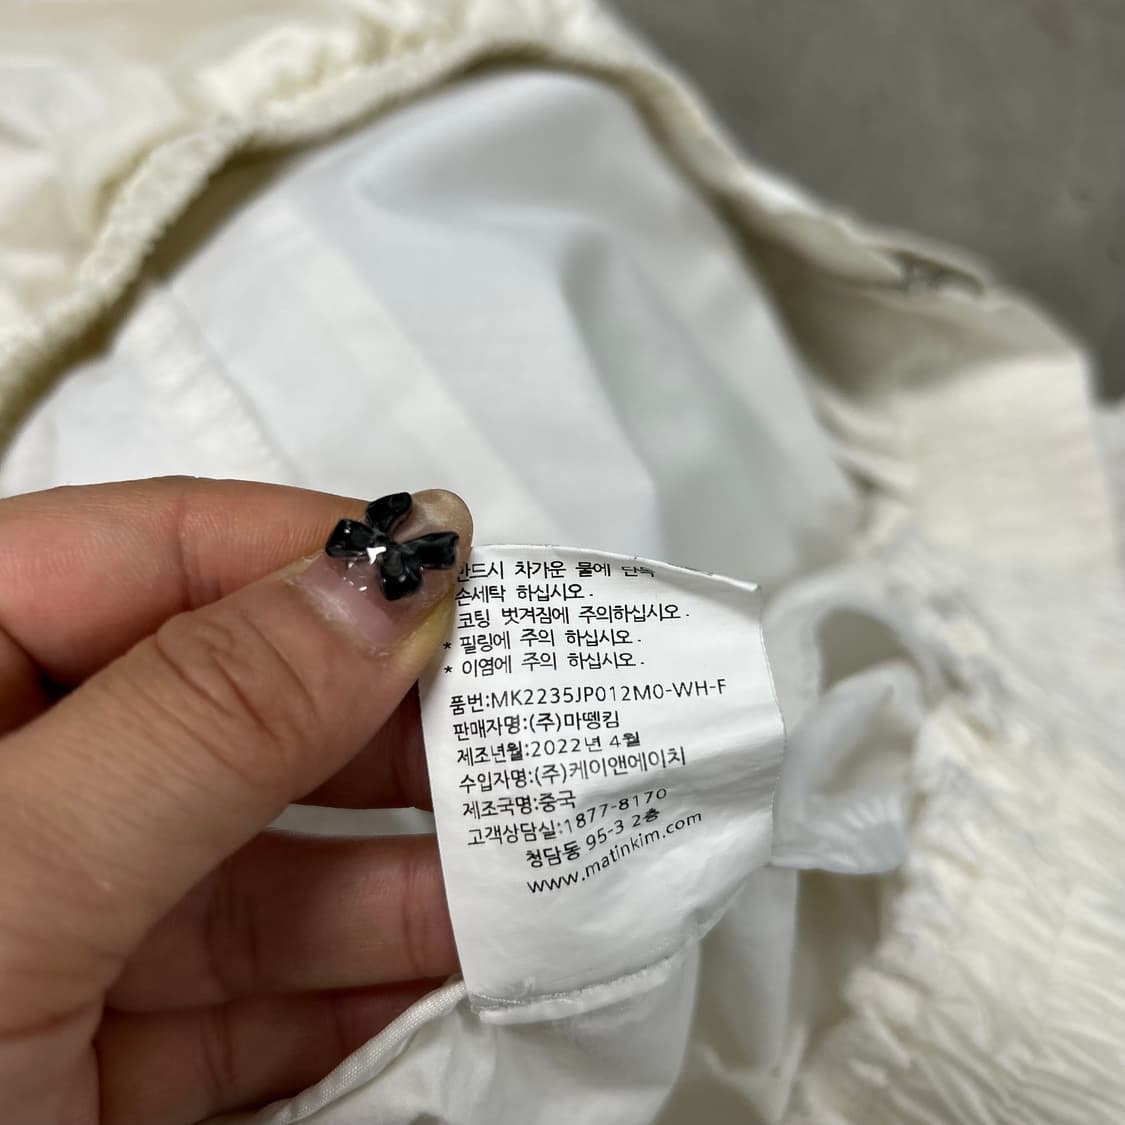 반드시 차가운 물에 단독
손세탁 하십시오.
코팅 벗겨짐에 주의하십시오.
* 필링에 주의 하십시오.
* 이염에 주의 하십시오.
품번:MK2235JP012M0-WH-F
판매자명:(주)마뗑킴
제조년월:2022년 4월
수입자명:(주)케이앤에이치
제조국명:중국
고객상담실:1877-8170
청담동 95-3 2층
www.matinkim.com